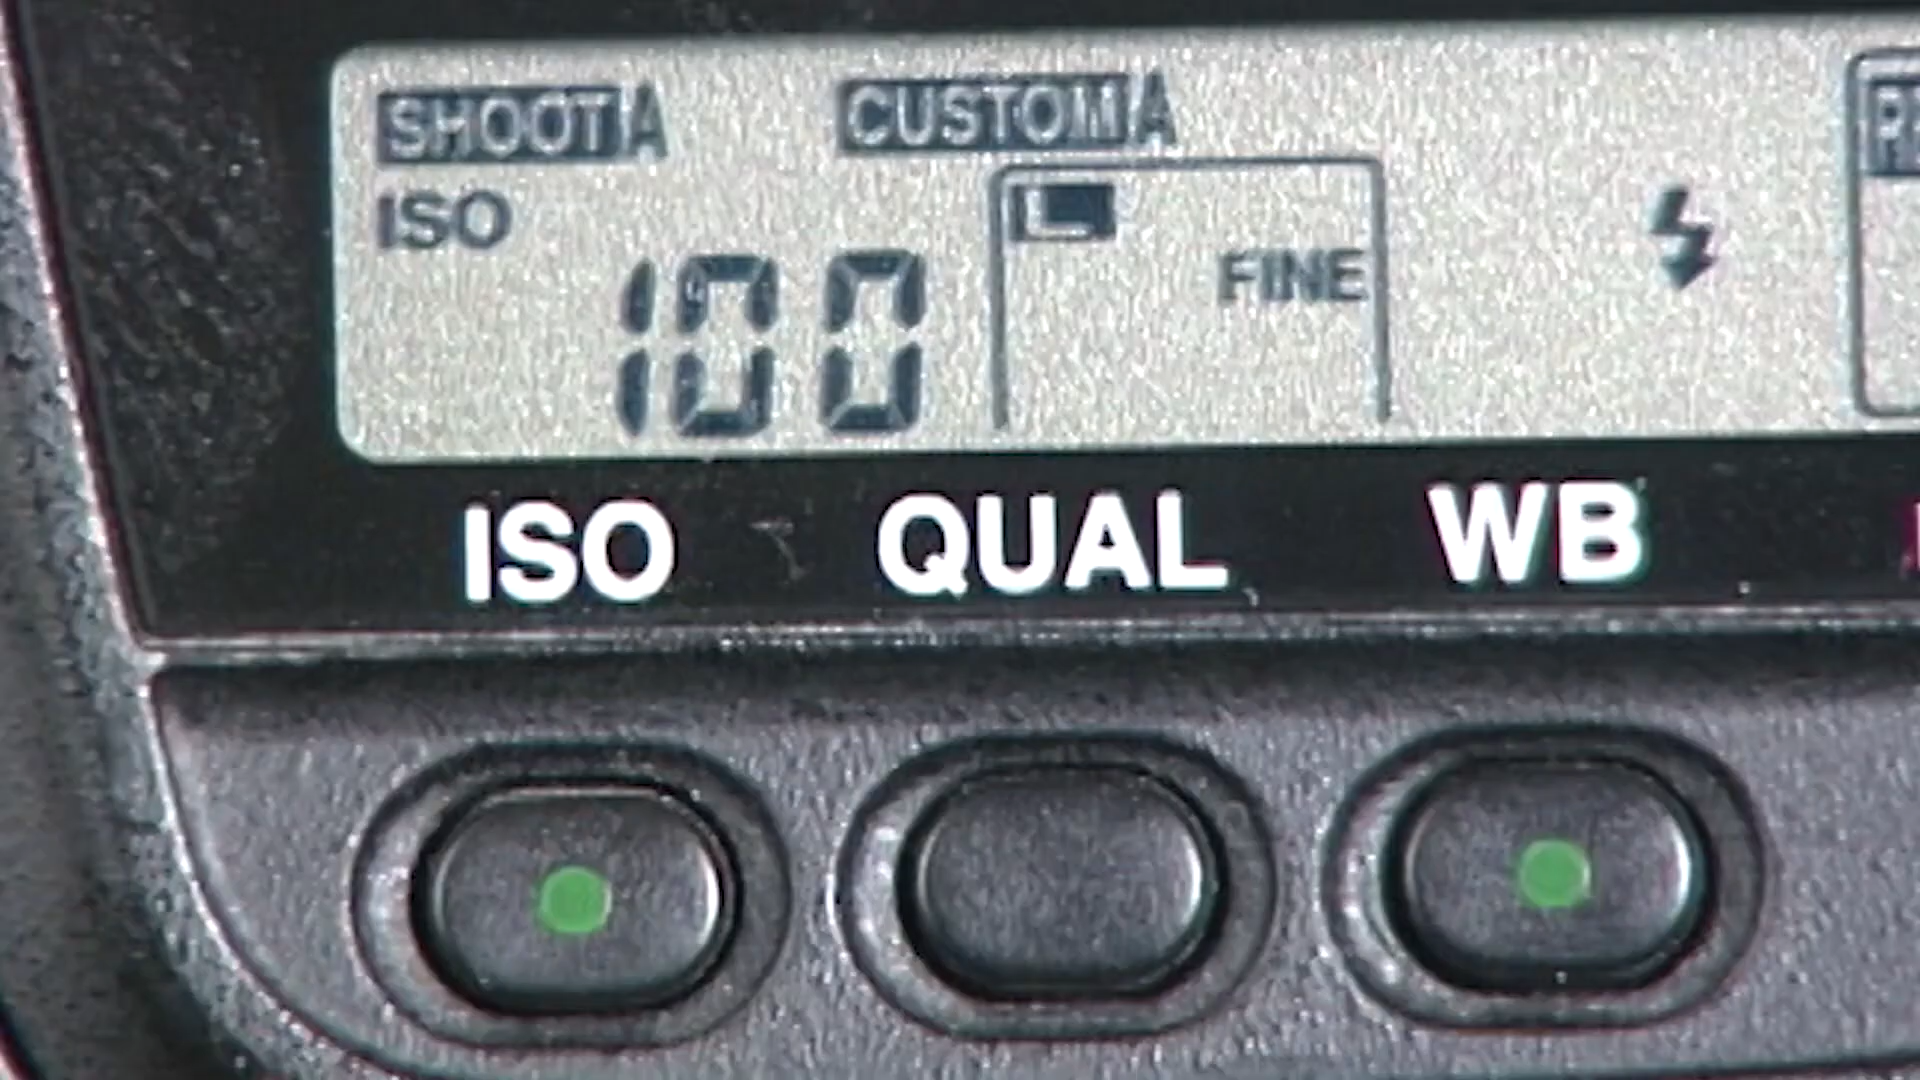 SHOOT A CUSTOM A
ISO
L
FINE
100
ISO QUAL WB